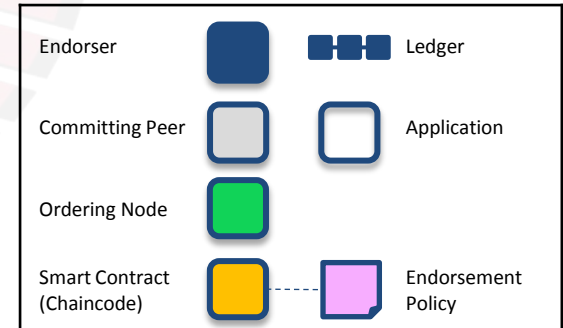 Endorser
Ledger
Committing Peer
Application
Ordering Node
Smart Contract
(Chaincode)
Endorsement
Policy